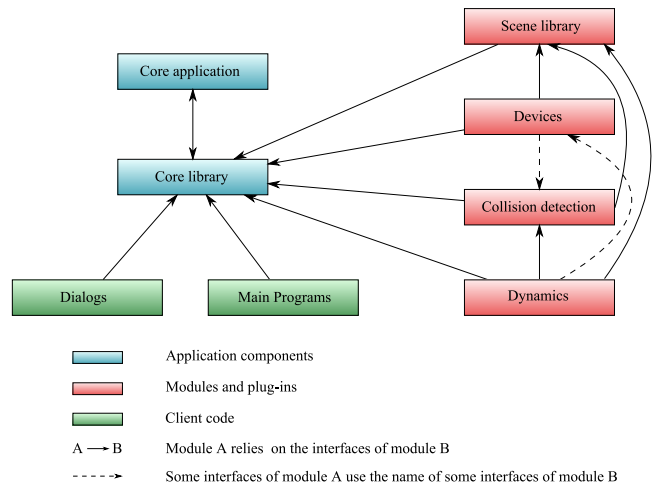 Scene library
Core application
Devices
Core library
Collision detection
Dialogs
Main Programs
Dynamics
Application components
Modules and plug-ins
Client code
A B Module A relies on the interfaces of module B
Some interfaces of module A use the name of some interfaces of module B